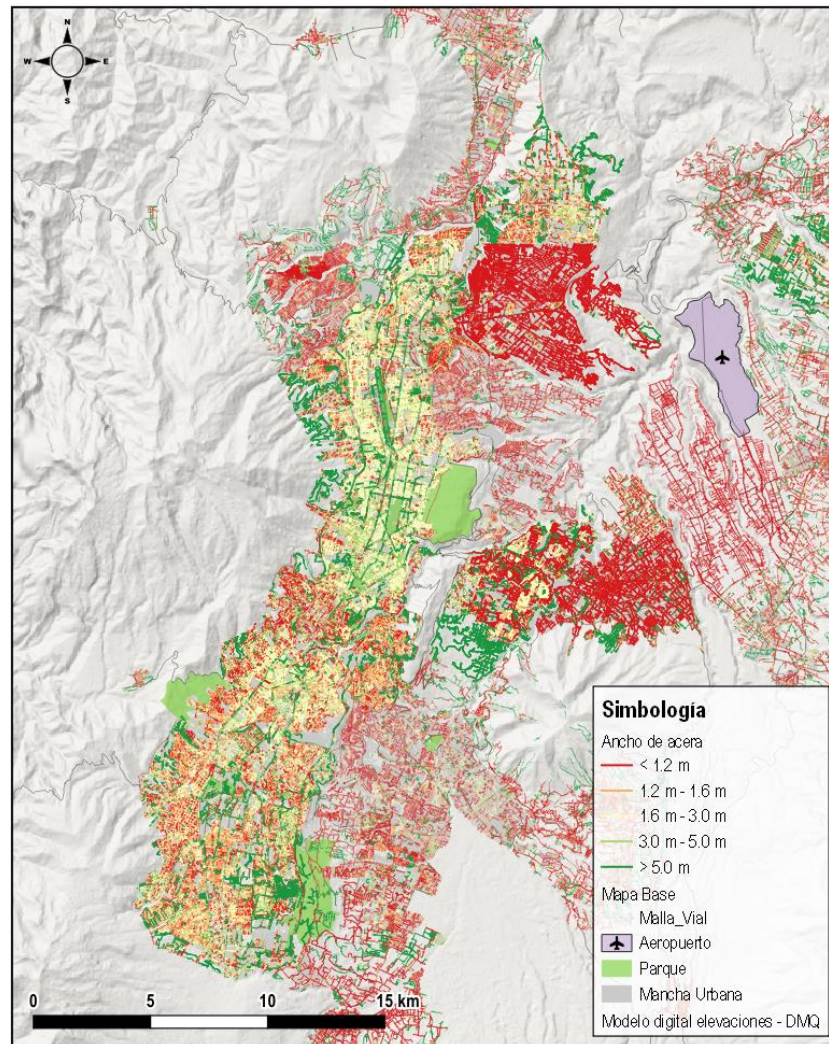 N
W E
S
Simbología
Ancho de acera
< 1.2 m
1.2 m - 1.6 m
1.6 m - 3.0 m
3.0 m - 5.0 m
> 5.0 m
Mapa Base
Malla_Vial
Aeropuerto
Parque
Mancha Urbana
Modelo digital elevaciones - DMQ
0 5 10 15 km